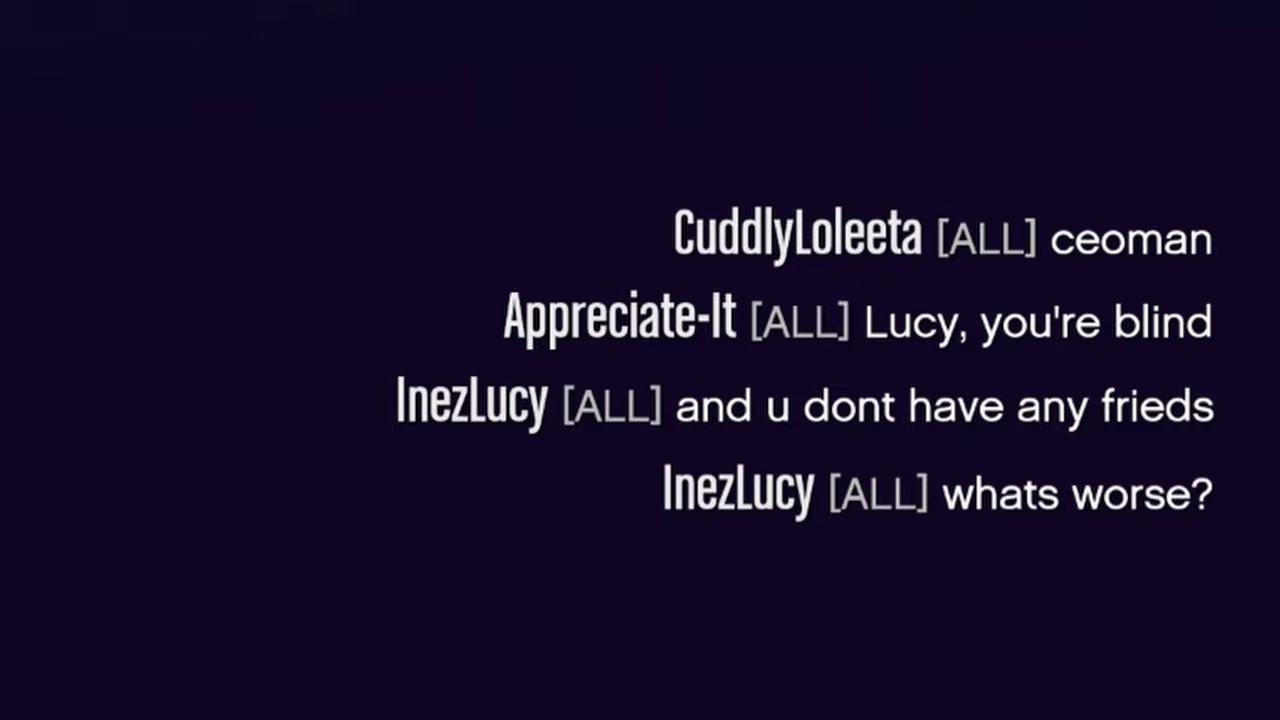 CuddlyLoleeta [ALL] ceoman
Appreciate-It [ALL] Lucy, you're blind
InezLucy [ALL] and u dont have any frieds
InezLucy [ALL] whats worse?